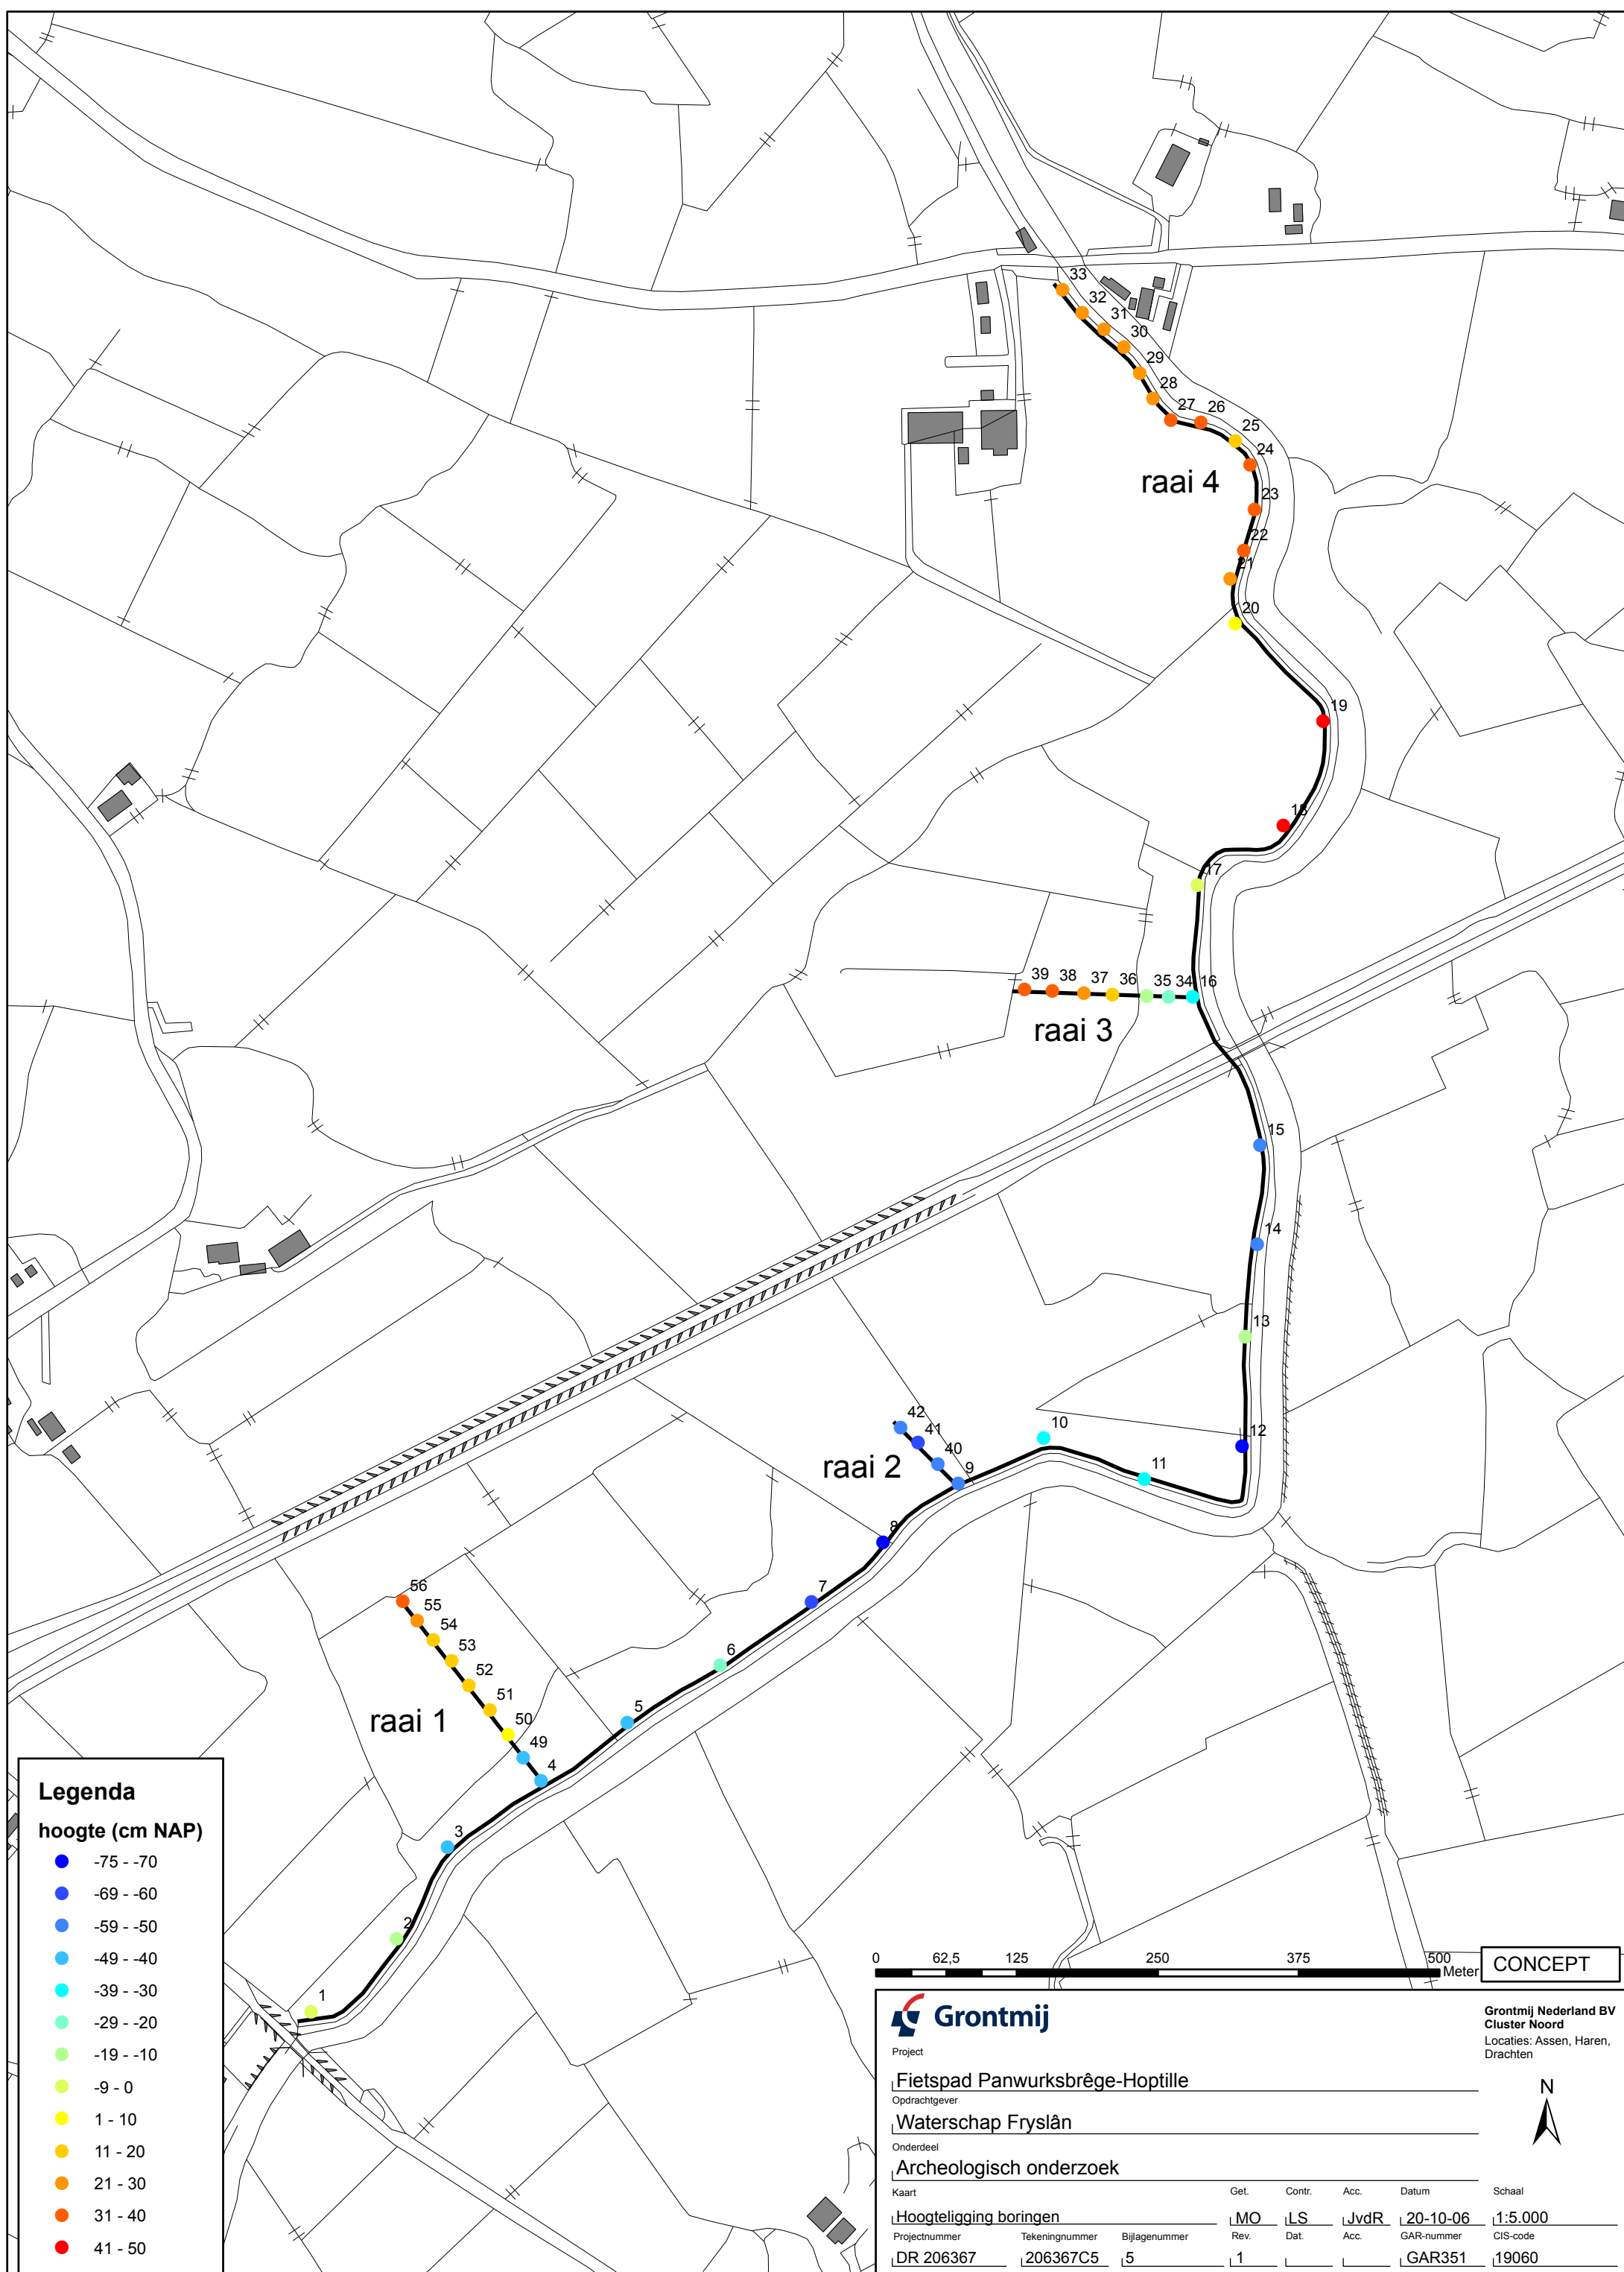 33
32
31
30
29
28
27 26
25
24
raai 4
23
22
21
20
19
18
17
39 38 37 36 35 34 16
raai 3
15
14
13
42
41
40
raai 2
9
10
11
12
8
7
6
5
56
55
54
53
52
51
50
49
raai 1
4
3
2
1
Legenda
hoogte (cm NAP)
-75 - -70
-69 - -60
-59 - -50
-49 - -40
-39 - -30
-29 - -20
-19 - -10
-9 - 0
1 - 10
11 - 20
21 - 30
31 - 40
41 - 50
0 62,5 125 250 375 500
Meter
CONCEPT
Grontmij
Grontmij Nederland BV
Cluster Noord
Locaties: Assen, Haren,
Drachten
Project
Fietspad Panwurksbrêge-Hoptille
N
Opdrachtgever
Waterschap Fryslân
Onderdeel
Archeologisch onderzoek
Kaart Get. Contr. Acc. Datum Schaal
Hoogteligging boringen MO LS JvdR 20-10-06 1:5.000
Projectnummer Tekeningnummer Bijlagenummer Rev. Dat. Acc. GAR-nummer CIS-code
DR 206367 206367C5 5 1 GAR351 19060